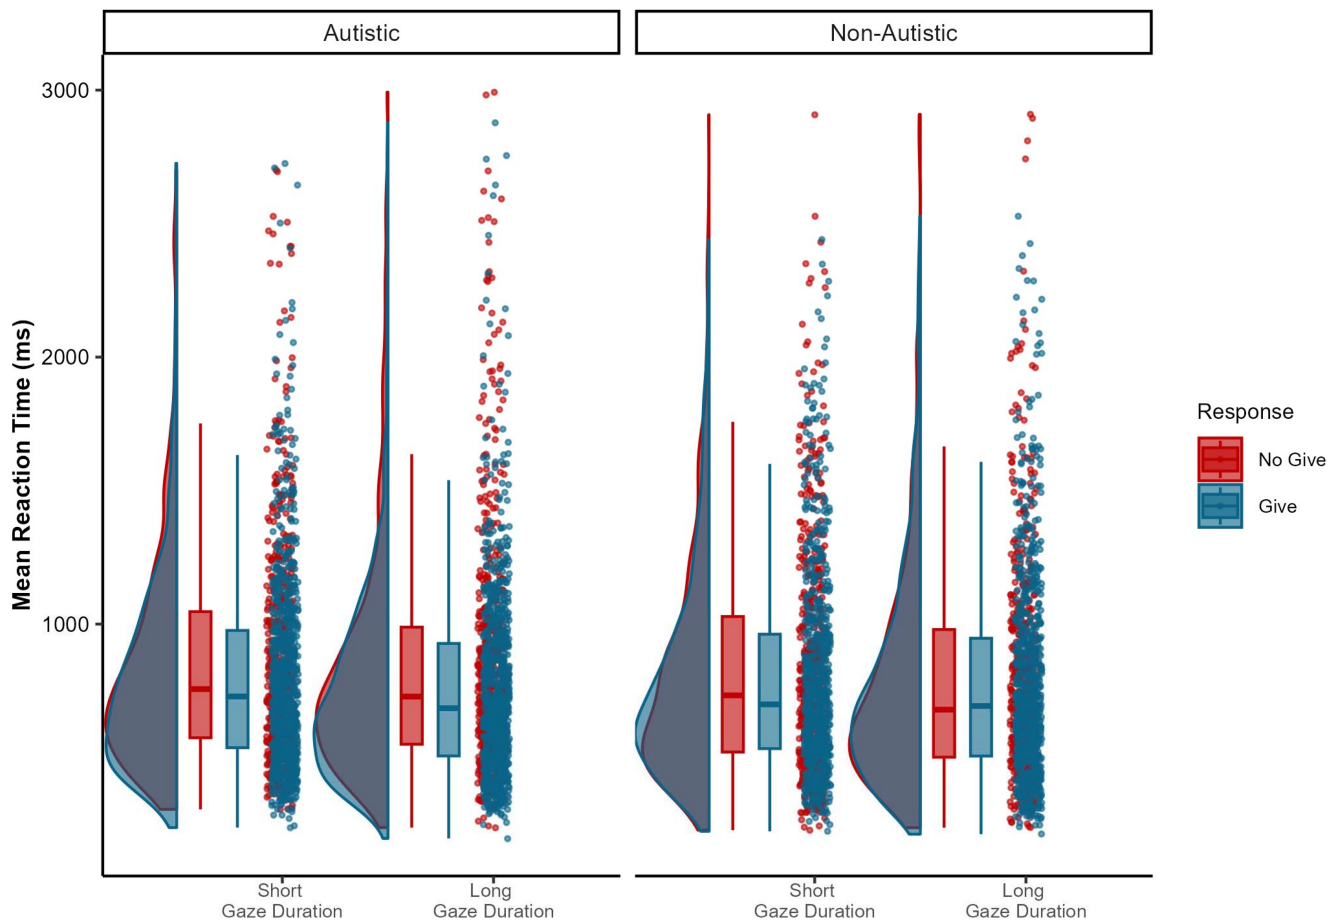 Autistic
Non-Autistic
3000
2000
1000
Mean Reaction Time (ms)
Short
Gaze Duration
Long
Gaze Duration
Short
Gaze Duration
Long
Gaze Duration
Response
No Give
Give